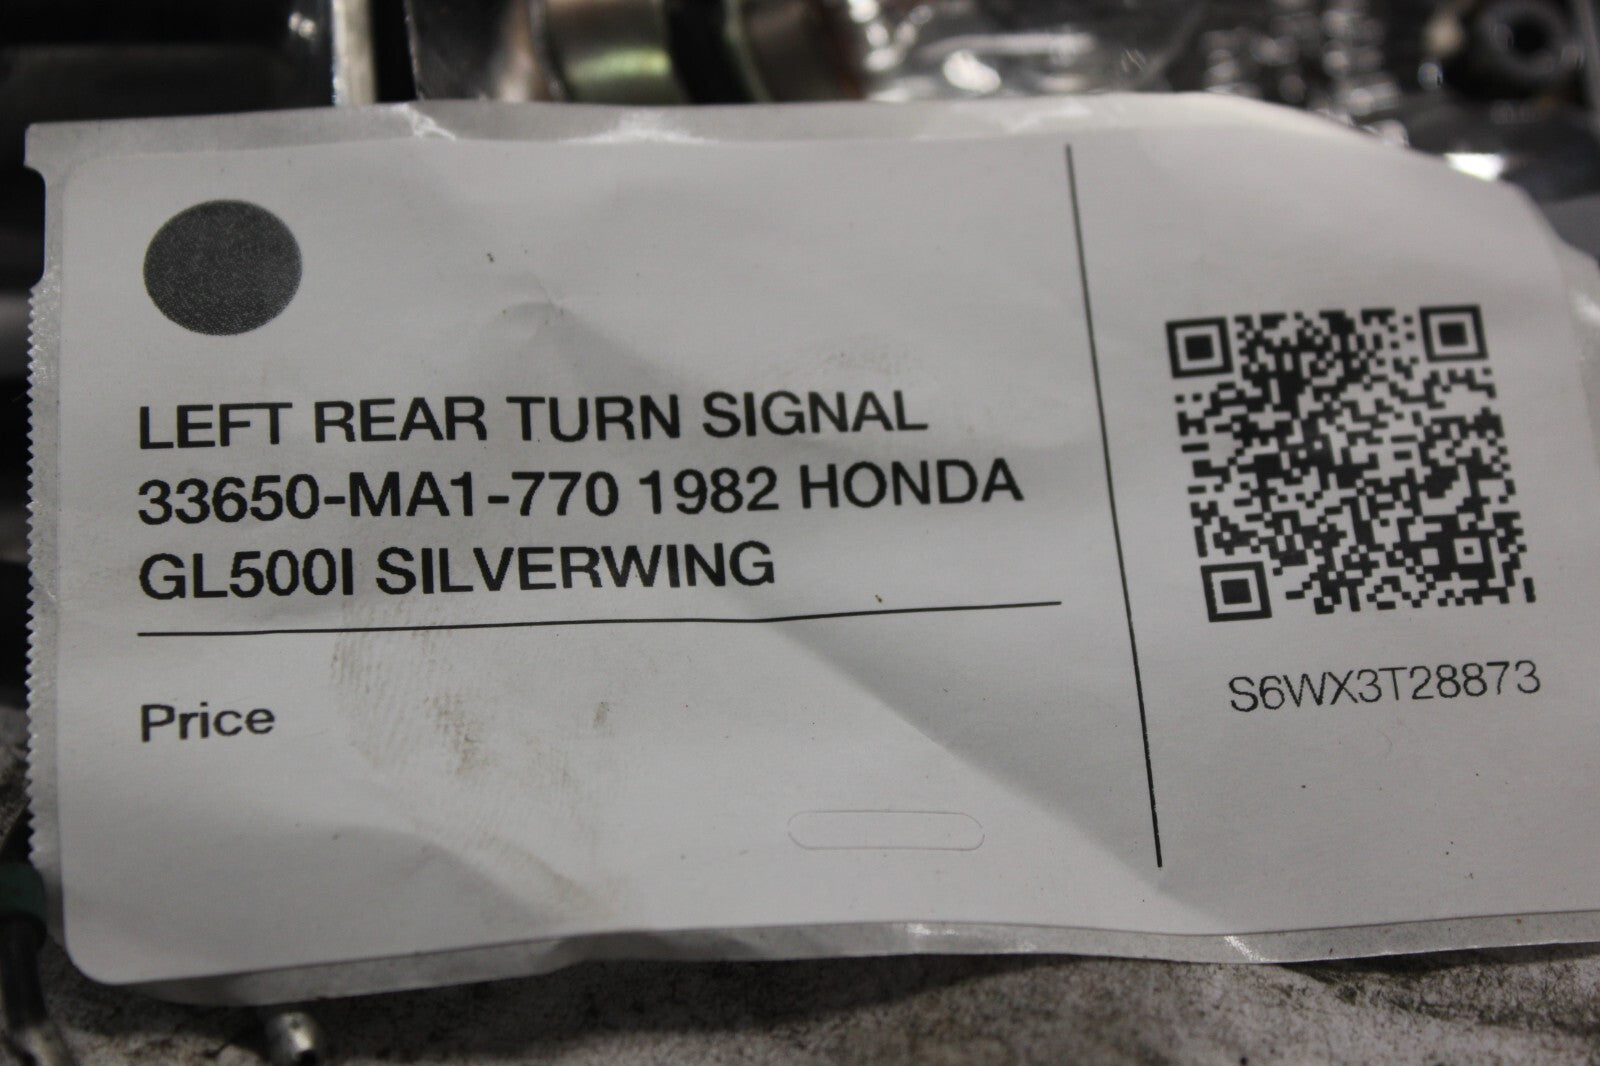 LEFT REAR TURN SIGNAL
33650-MA1-770 1982 HONDA
GL500I SILVERWING
Price
S6WX3T28873